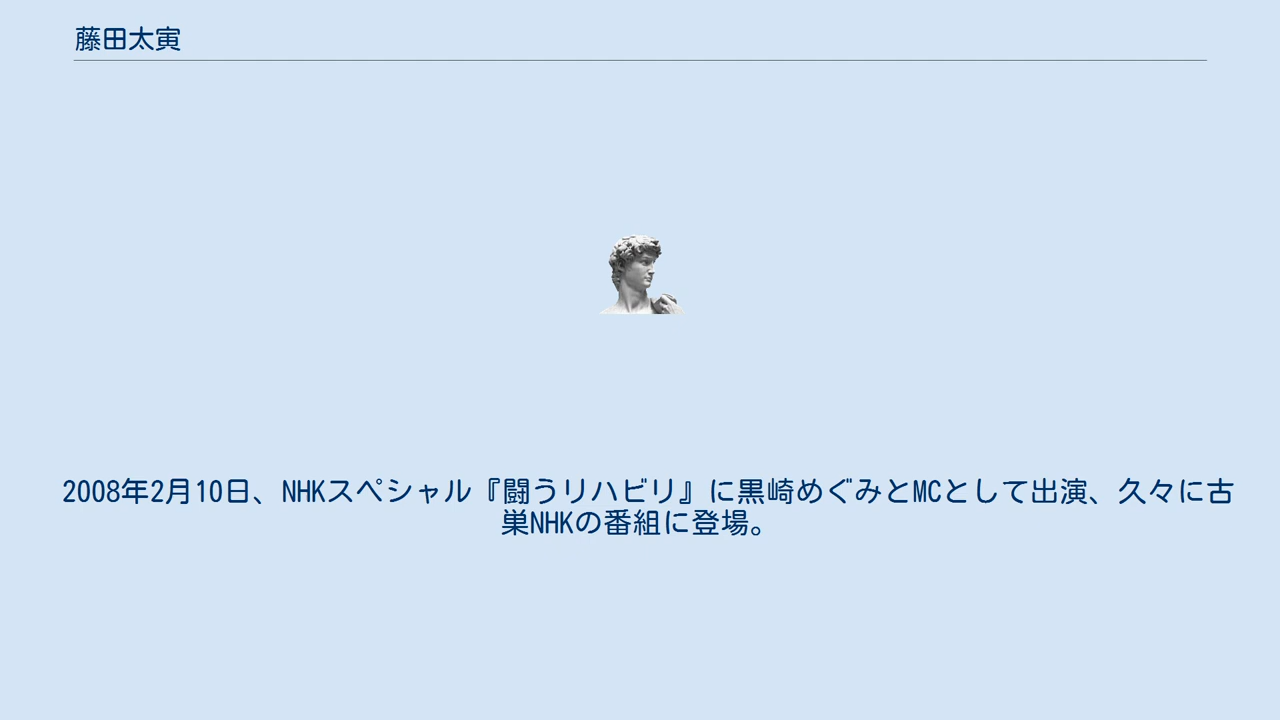 藤田太寅
2008年2月10日、NHKスペシャル『闘うリハビリ』に黒崎めぐみとMCとして出演、久々に古
巣NHKの番組に登場。